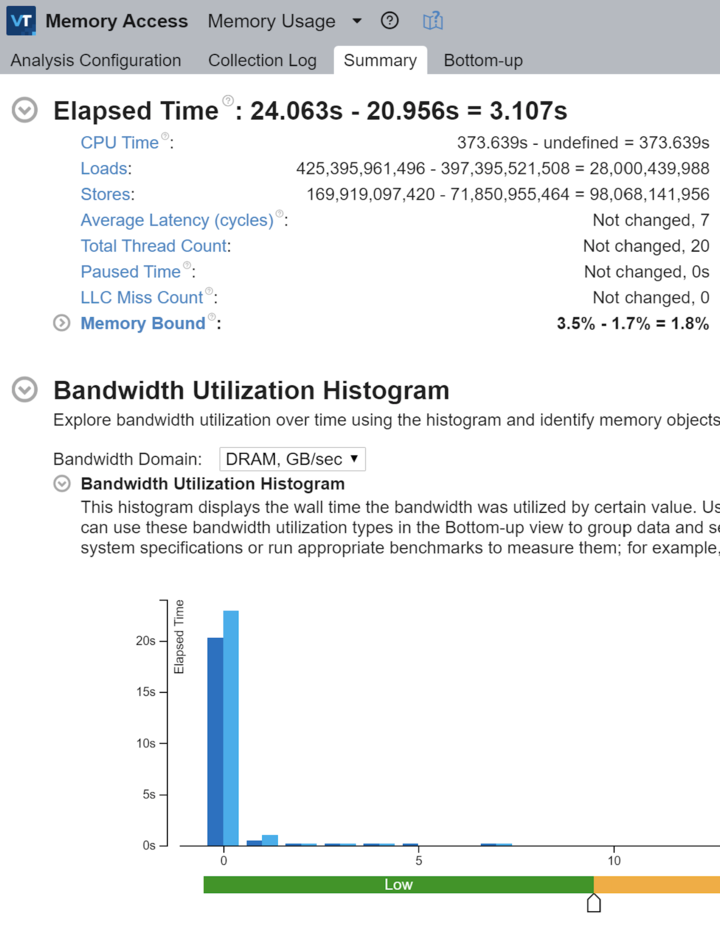 VT Memory Access Memory Usage
Analysis Configuration Collection Log Summary Bottom-up
Elapsed Time ?: 24.063s - 20.956s = 3.107s
CPU Time ?: 373.639s - undefined = 373.639s
Loads: 425,395,961,496 - 397,395,521,508 = 28,000,439,988
Stores: 169,919,097,420 - 71,850,955,464 = 98,068,141,956
Average Latency (cycles) ?: Not changed, 7
Total Thread Count: Not changed, 20
Paused Time ?: Not changed, 0s
LLC Miss Count ?: Not changed, 0
Memory Bound ?: 3.5% - 1.7% = 1.8%
Bandwidth Utilization Histogram
Explore bandwidth utilization over time using the histogram and identify memory objects
Bandwidth Domain: DRAM, GB/sec
Bandwidth Utilization Histogram
This histogram displays the wall time the bandwidth was utilized by certain value. Us
can use these bandwidth utilization types in the Bottom-up view to group data and se
system specifications or run appropriate benchmarks to measure them; for example,
Elapsed Time
20s
15s
10s
5s
0s
0 5 10
Low